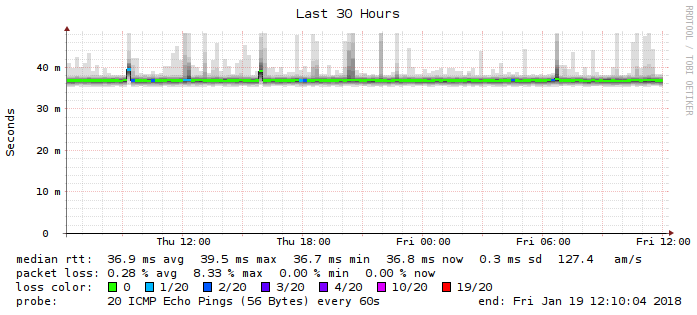 Last 30 Hours
RRDTOOL / TOBI OETIKER
Seconds
40 m
30 m
20 m
10 m
0
Thu 12:00 Thu 18:00 Fri 00:00 Fri 06:00 Fri 12:00
median rtt: 36.9 ms avg 39.5 ms max 36.7 ms min 36.8 ms now 0.3 ms sd 127.4 am/s
packet loss: 0.28 % avg 8.33 % max 0.00 % min 0.00 % now
loss color: 0 1/20 2/20 3/20 4/20 10/20 19/20
probe: 20 ICMP Echo Pings (56 Bytes) every 60s end: Fri Jan 19 12:10:04 2018